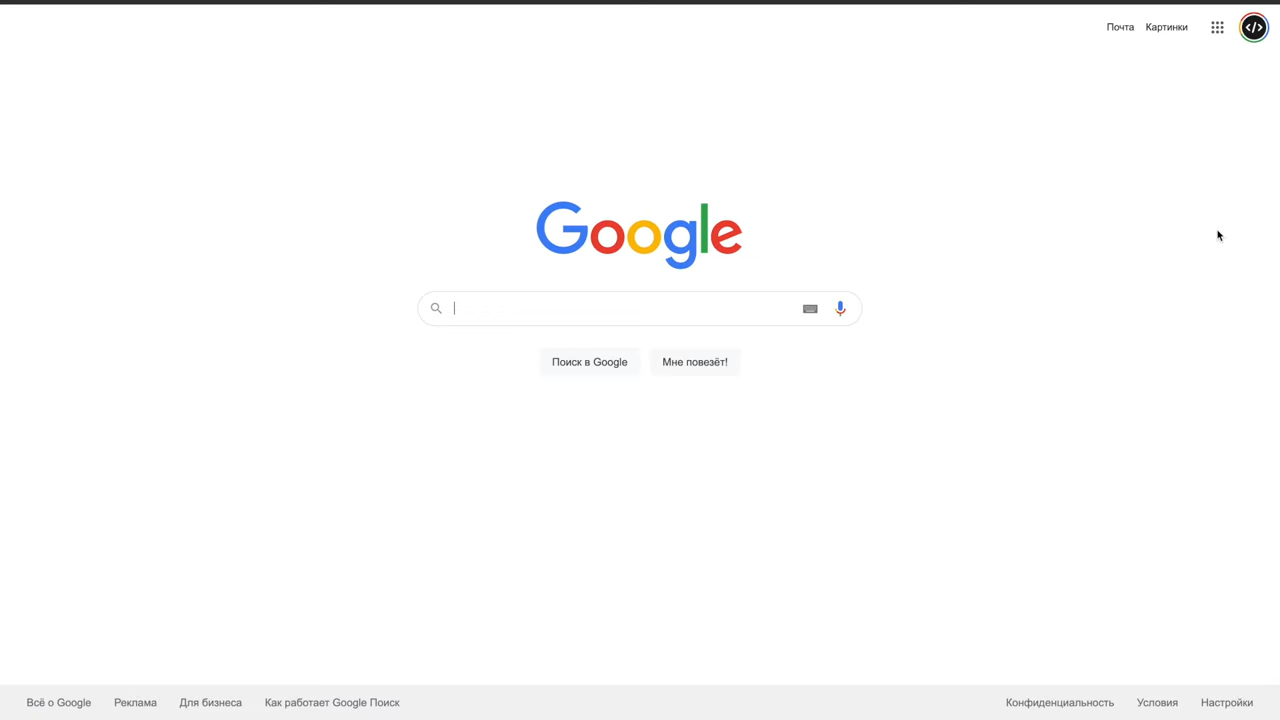 Почта Картинки
Google
Поиск в Google Мне повезёт!
Всё о Google Реклама Для бизнеса Как работает Google Поиск Конфиденциальность Условия Настройки